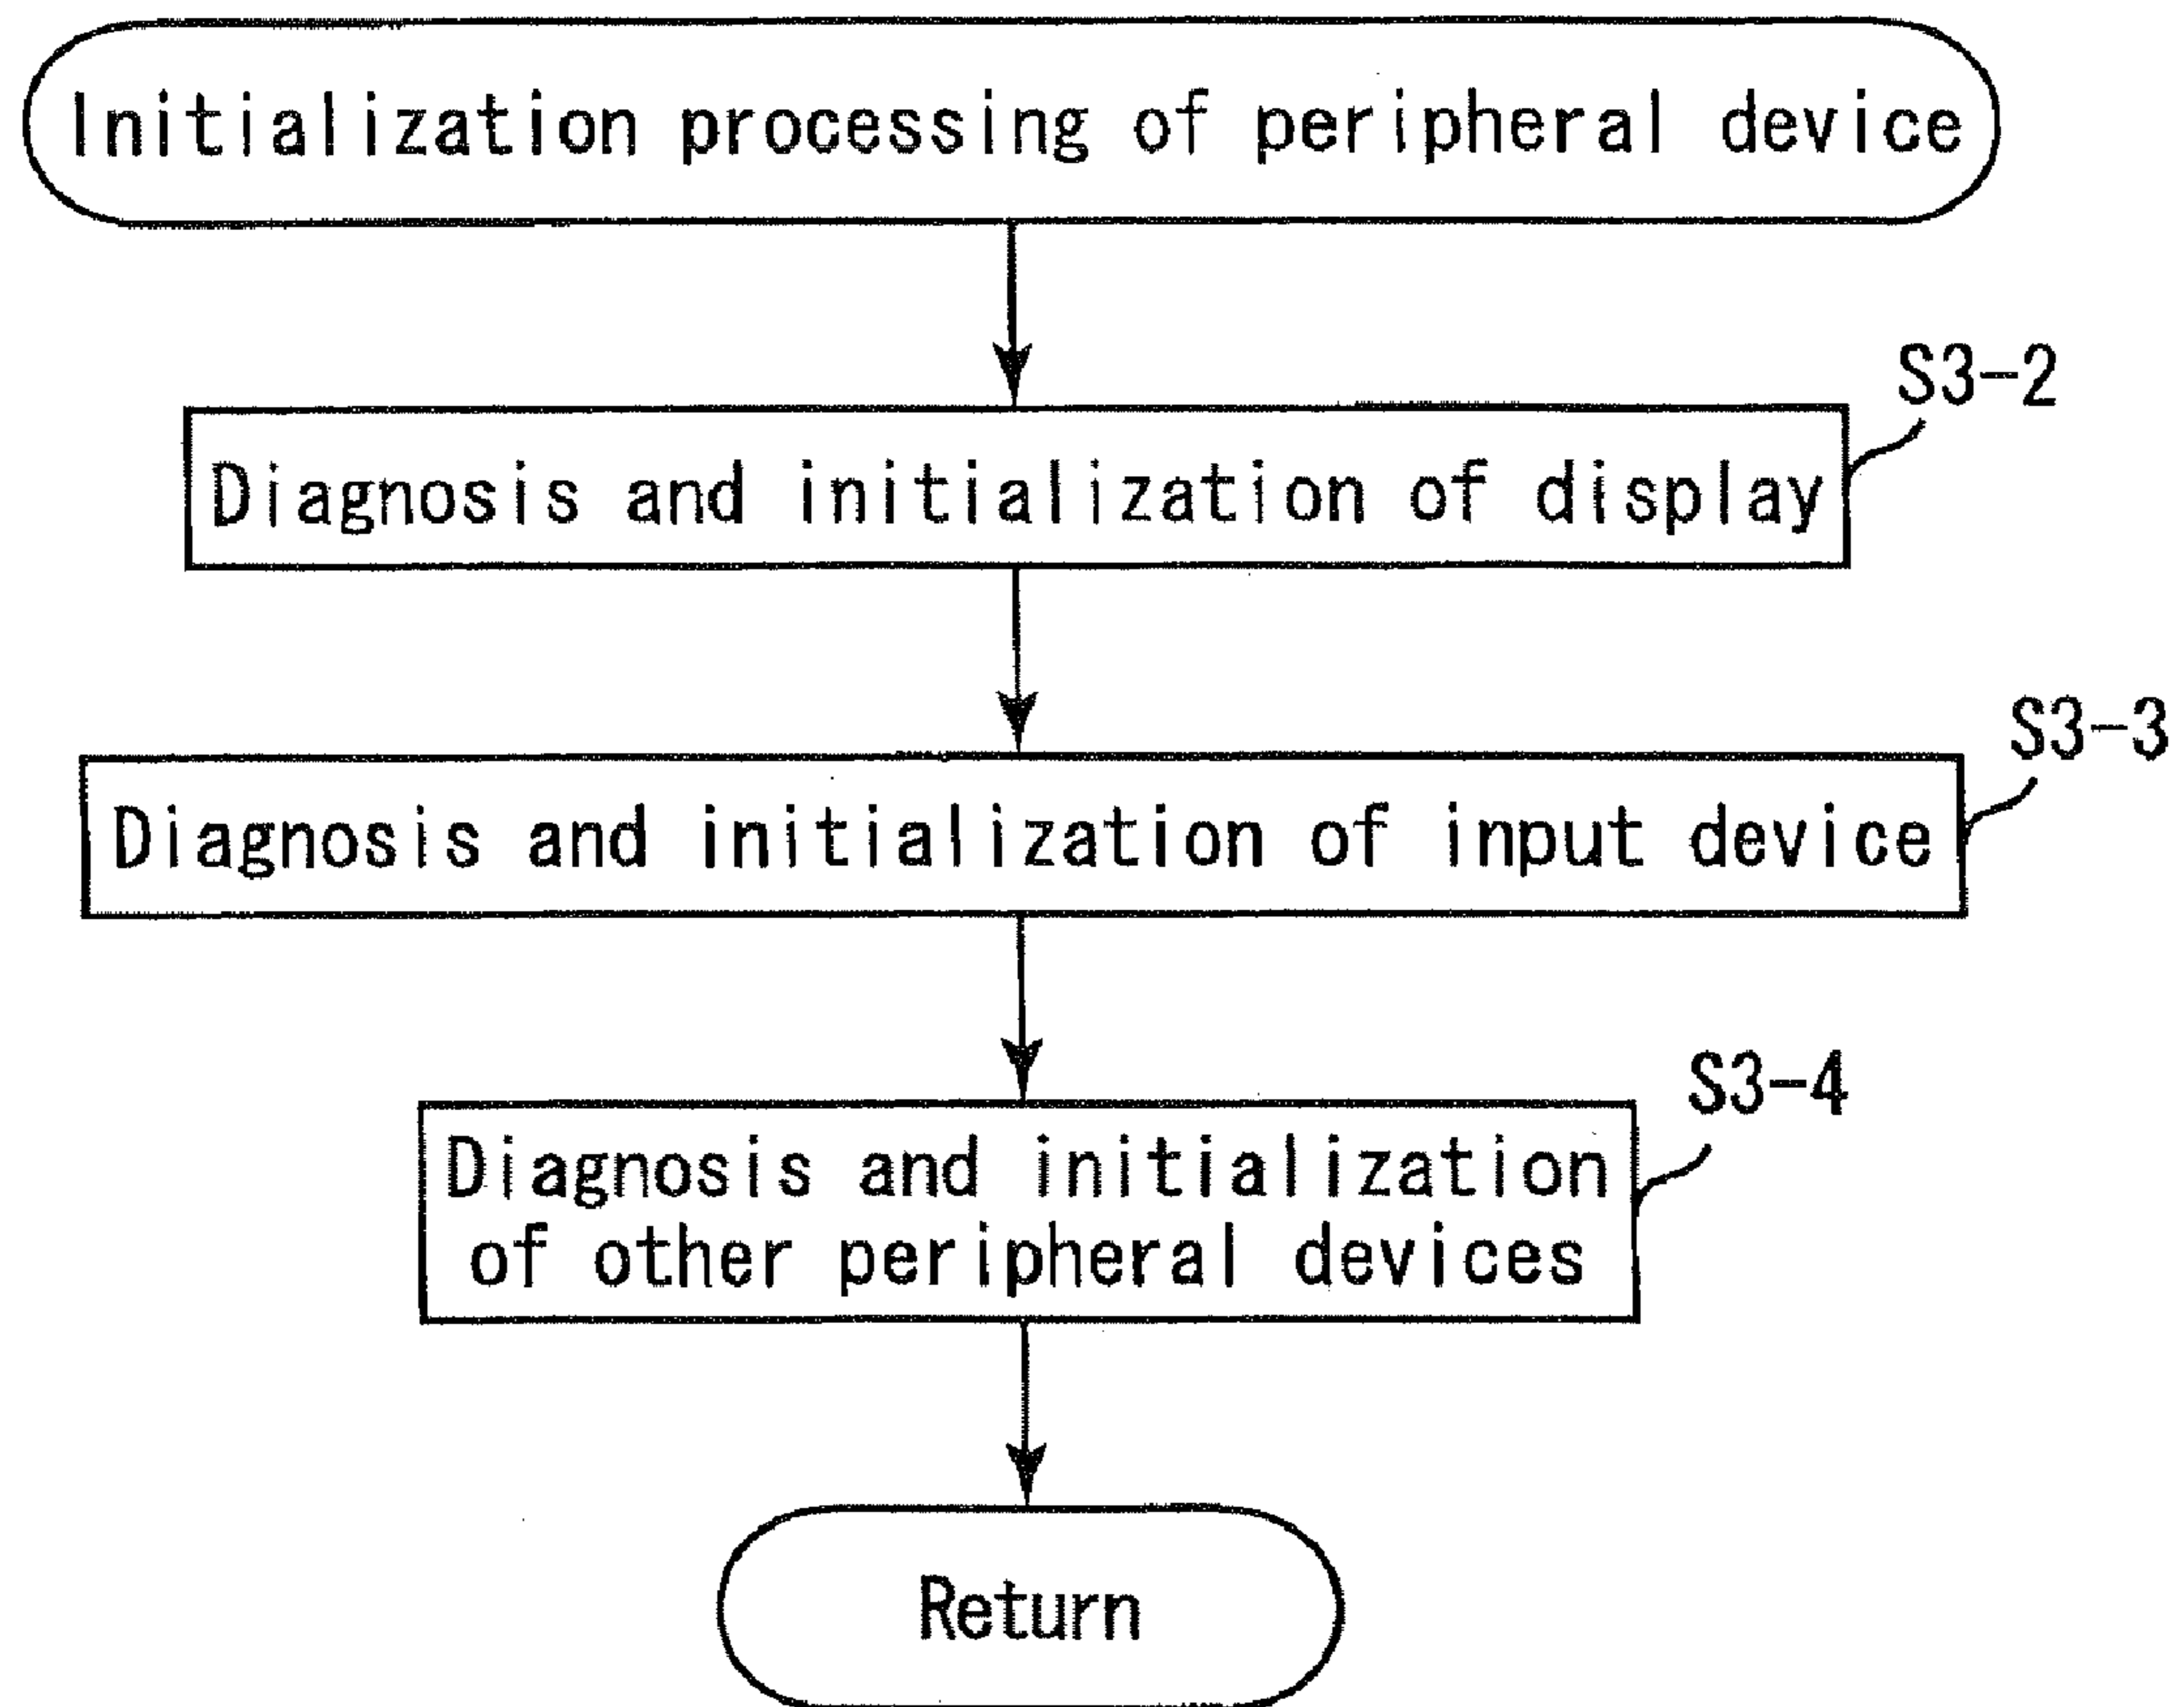 Initialization processing of peripheral device
S3-2
Diagnosis and initialization of display
S3-3
Diagnosis and initialization of input device
S3-4
Diagnosis and initialization
of other peripheral devices
Return